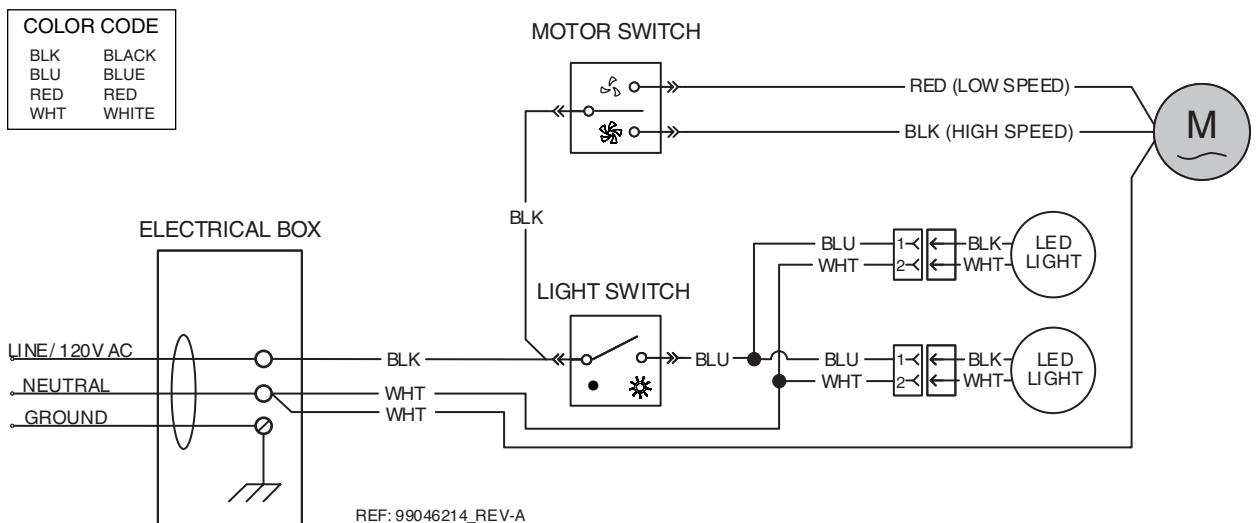 COLOR CODE
BLK BLACK
BLU BLUE
RED RED
WHT WHITE
MOTOR SWITCH
RED (LOW SPEED)
BLK (HIGH SPEED)
M
BLK
ELECTRICAL BOX
LIGHT SWITCH
BLU 1 BLK
WHT 2 WHT
LED
LIGHT
LINE/ 120V AC
BLK
BLU
BLU 1 BLK
WHT 2 WHT
LED
LIGHT
NEUTRAL
WHT
WHT
GROUND
REF: 99046214_REV-A